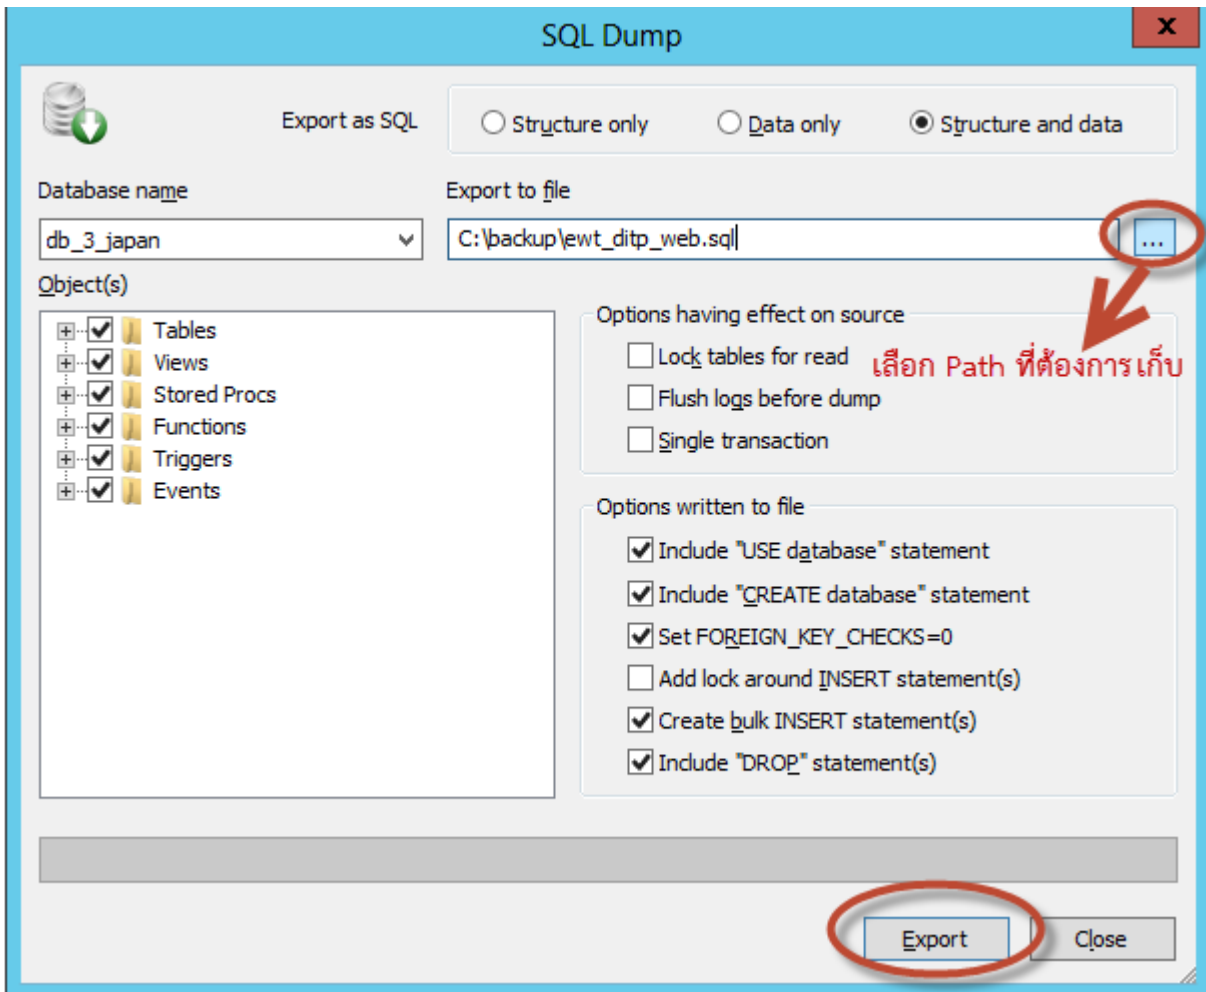 SQL Dump
x
Export as SQL
Structure only
Data only
Structure and data
Database name
Export to file
db_3_japan
C:\backup\ewt_ditp_web.sql
...
Object(s)
Tables
Views
Stored Procs
Functions
Triggers
Events
Options having effect on source
Lock tables for read
เลือก Path ที่ต้องการเก็บ
Flush logs before dump
Single transaction
Options written to file
Include "USE database" statement
Include "CREATE database" statement
Set FOREIGN_KEY_CHECKS=0
Add lock around INSERT statement(s)
Create bulk INSERT statement(s)
Include "DROP" statement(s)
Export
Close